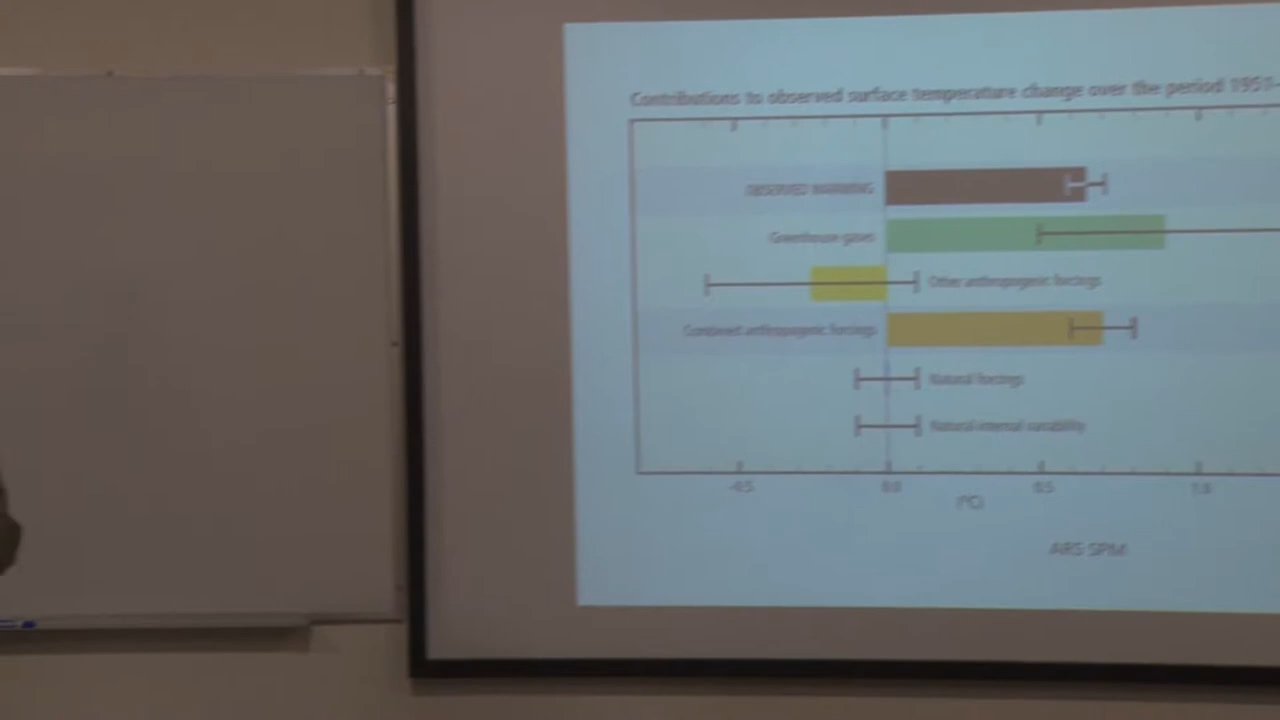 Contributions to observed surface temperature change over the period 1951-
OBSERVED WARMING
Greenhouse gases
Other anthropogenic forcings
Combined anthropogenic forcings
Natural forcings
Natural internal variability
-0.5 0.0 0.5 1.0
(°C)
AR5 SPM